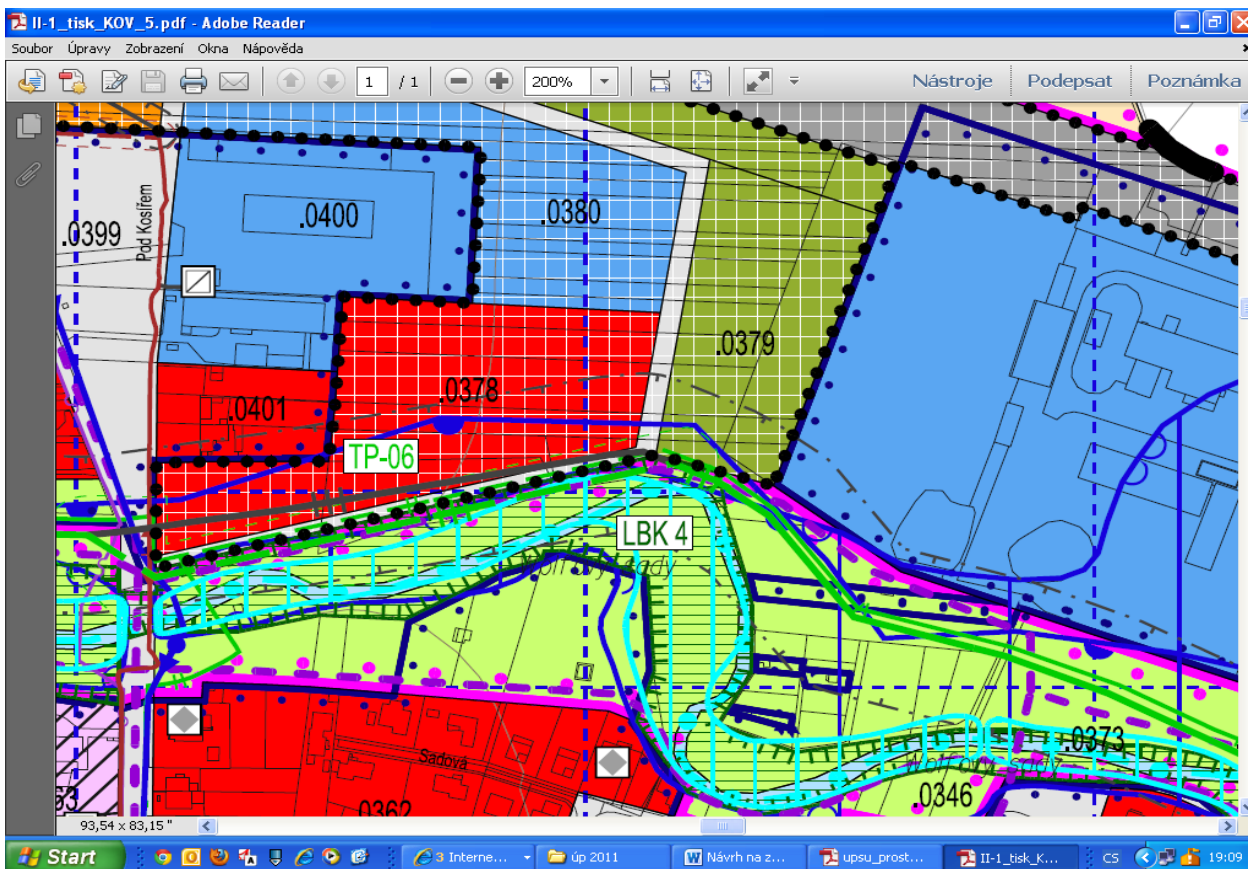 II-1_tisk_KOV_5.pdf - Adobe Reader
Soubor Úpravy Zobrazení Okna Nápověda
1 / 1 200% Nástroje Podepsat Poznámka
.0399
Pod Kosířem
.0400
.0380
.0379
.0378
.0401
TP-06
LBK 4
.0373
Sadová
.0362
.0346
63
93,54 x 83,15 "
Start
3 Interne...
úp 2011
Návrh na z...
upsu_prost...
II-1_tisk_K...
CS
19:09